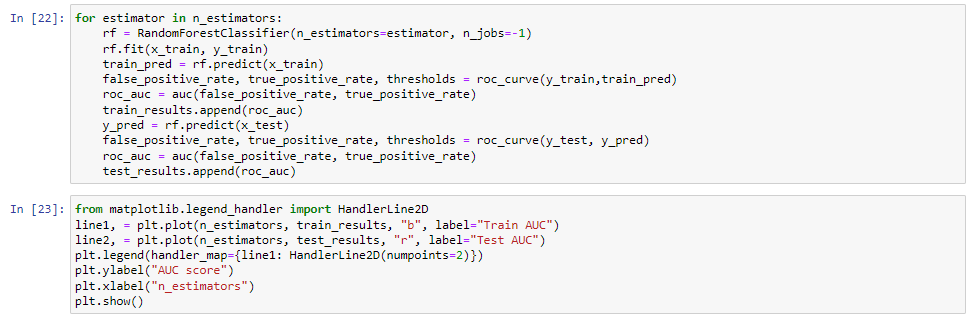 In [22]: for estimator in n_estimators:
    rf = RandomForestClassifier(n_estimators=estimator, n_jobs=-1)
    rf.fit(x_train, y_train)
    train_pred = rf.predict(x_train)
    false_positive_rate, true_positive_rate, thresholds = roc_curve(y_train,train_pred)
    roc_auc = auc(false_positive_rate, true_positive_rate)
    train_results.append(roc_auc)
    y_pred = rf.predict(x_test)
    false_positive_rate, true_positive_rate, thresholds = roc_curve(y_test, y_pred)
    roc_auc = auc(false_positive_rate, true_positive_rate)
    test_results.append(roc_auc)
In [23]: from matplotlib.legend_handler import HandlerLine2D
line1, = plt.plot(n_estimators, train_results, "b", label="Train AUC")
line2, = plt.plot(n_estimators, test_results, "r", label="Test AUC")
plt.legend(handler_map={line1: HandlerLine2D(numpoints=2)})
plt.ylabel("AUC score")
plt.xlabel("n_estimators")
plt.show()